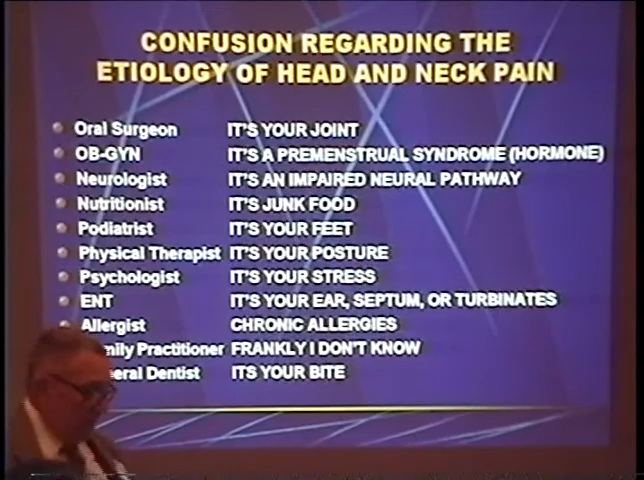 CONFUSION REGARDING THE
ETIOLOGY OF HEAD AND NECK PAIN
Oral Surgeon IT'S YOUR JOINT
OB-GYN IT'S A PREMENSTRUAL SYNDROME (HORMONE)
Neurologist IT'S AN IMPAIRED NEURAL PATHWAY
Nutritionist IT'S JUNK FOOD
Podiatrist IT'S YOUR FEET
Physical Therapist IT'S YOUR POSTURE
Psychologist IT'S YOUR STRESS
ENT IT'S YOUR EAR, SEPTUM, OR TURBINATES
Allergist CHRONIC ALLERGIES
mily Practitioner FRANKLY I DON'T KNOW
eral Dentist ITS YOUR BITE